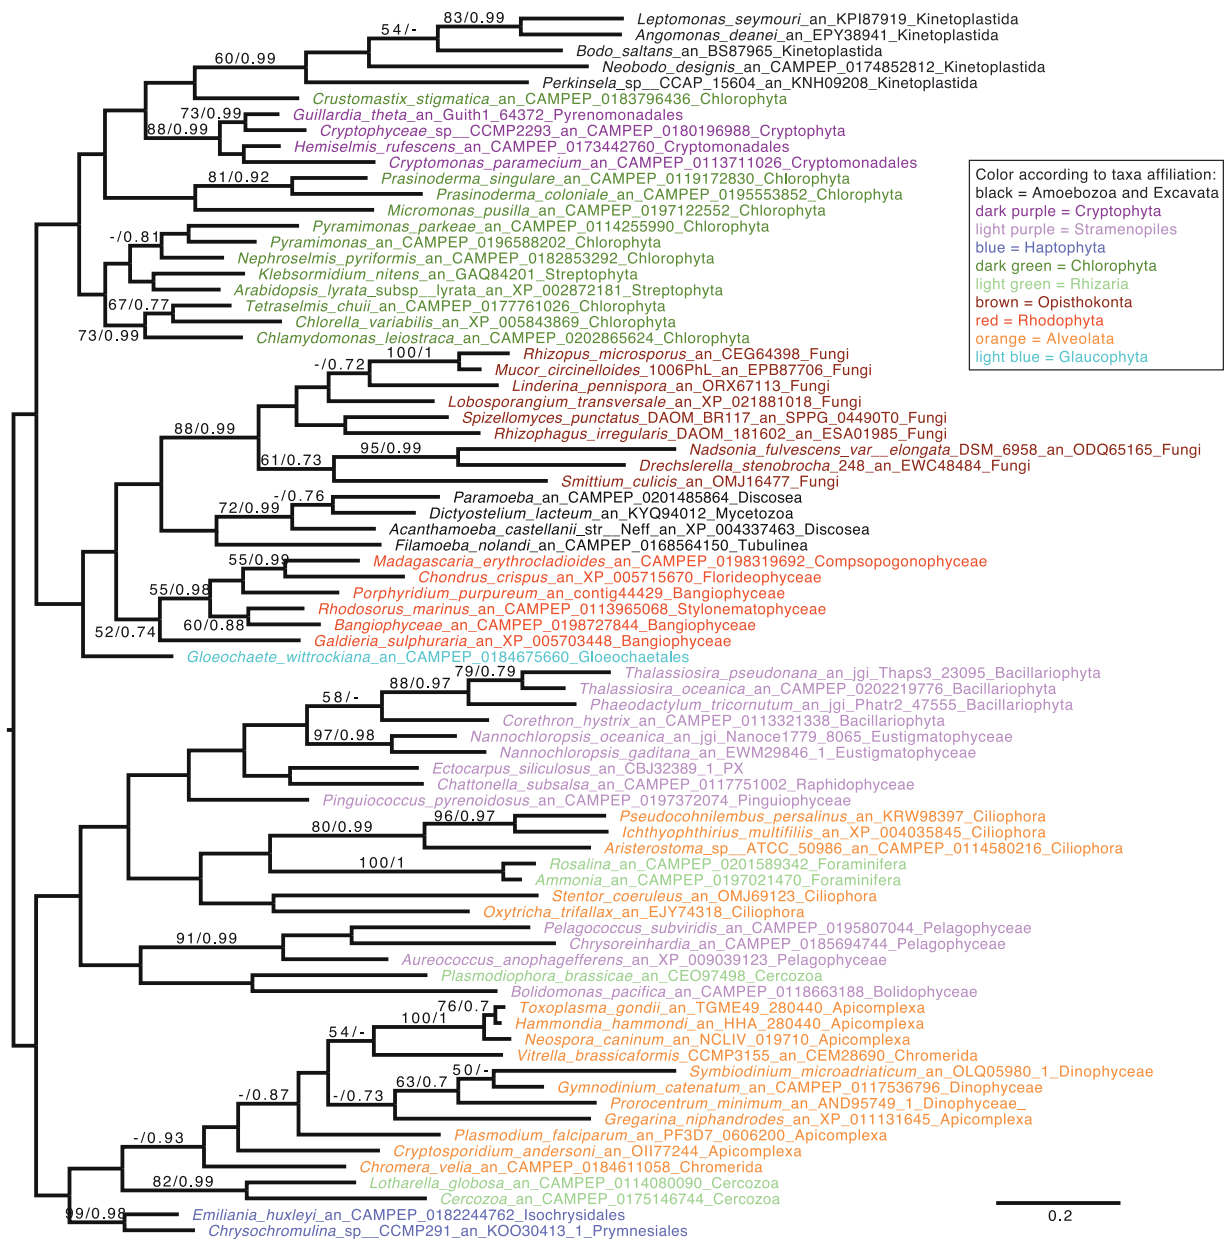 83/0.99
Leptomonas_seymouri_an_KPI87919_Kinetoplastida
54/-
Angomonas_deanei_an_EPY38941_Kinetoplastida
Bodo_saltans_an_BS87965_Kinetoplastida
60/0.99
Neobodo_designis_an_CAMPEP_0174852812_Kinetoplastida
Perkinsela_sp__CCAP_15604_an_KNH09208_Kinetoplastida
Crustomastix_stigmatica_an_CAMPEP_0183796436_Chlorophyta
73/0.99
Guillardia_theta_an_Guith1_64372_Pyrenomonadales
88/0.99
Cryptophyceae_sp__CCMP2293_an_CAMPEP_0180196988_Cryptophyta
Hemiselmis_rufescens_an_CAMPEP_0173442760_Cryptomonadales
Cryptomonas_paramecium_an_CAMPEP_0113711026_Cryptomonadales
81/0.92
Prasinoderma_singulare_an_CAMPEP_0119172830_Chlorophyta
Prasinoderma_coloniale_an_CAMPEP_0195553852_Chlorophyta
Micromonas_pusilla_an_CAMPEP_0197122552_Chlorophyta
Pyramimonas_parkeae_an_CAMPEP_0114255990_Chlorophyta
-/0.81
Pyramimonas_an_CAMPEP_0196588202_Chlorophyta
Nephroselmis_pyriformis_an_CAMPEP_0182853292_Chlorophyta
Klebsormidium_nitens_an_GAQ84201_Streptophyta
Arabidopsis_lyrata_subsp__lyrata_an_XP_002872181_Streptophyta
67/0.77
Tetraselmis_chuii_an_CAMPEP_0177761026_Chlorophyta
Chlorella_variabilis_an_XP_005843869_Chlorophyta
73/0.99
Chlamydomonas_leiostraca_an_CAMPEP_0202865624_Chlorophyta
Color according to taxa affiliation:
black = Amoebozoa and Excavata
dark purple = Cryptophyta
light purple = Stramenopiles
blue = Haptophyta
dark green = Chlorophyta
light green = Rhizaria
brown = Opisthokonta
red = Rhodophyta
orange = Alveolata
light blue = Glaucophyta
100/1
Rhizopus_microsporus_an_CEG64398_Fungi
-/0.72
Mucor_circinelloides_1006PhL_an_EPB87706_Fungi
Linderina_pennispora_an_ORX67113_Fungi
Lobosporangium_transversale_an_XP_021881018_Fungi
Spizellomyces_punctatus_DAOM_BR117_an_SPPG_04490T0_Fungi
88/0.99
Rhizophagus_irregularis_DAOM_181602_an_ESA01985_Fungi
95/0.99
Nadsonia_fulvescens_var__elongata_DSM_6958_an_ODQ65165_Fungi
61/0.73
Drechslerella_stenobrocha_248_an_EWC48484_Fungi
Smittium_culicis_an_OMJ16477_Fungi
-/0.76
Paramoeba_an_CAMPEP_0201485864_Discosea
72/0.99
Dictyostelium_lacteum_an_KYQ94012_Mycetozoa
Acanthamoeba_castellanii_str__Neff_an_XP_004337463_Discosea
Filamoeba_nolandi_an_CAMPEP_0168564150_Tubulinea
55/0.99
Madagascaria_erythrocladioides_an_CAMPEP_0198319692_Compsopogonophyceae
Chondrus_crispus_an_XP_005715670_Florideophyceae
55/0.98
Porphyridium_purpureum_an_contig44429_Bangiophyceae
Rhodosorus_marinus_an_CAMPEP_0113965068_Stylonematophyceae
60/0.88
Bangiophyceae_an_CAMPEP_0198727844_Bangiophyceae
52/0.74
Galdieria_sulphuraria_an_XP_005703448_Bangiophyceae
Gloeochaete_wittrockiana_an_CAMPEP_0184675660_Gloeochaetales
79/0.79
Thalassiosira_pseudonana_an_jgi_Thaps3_23095_Bacillariophyta
88/0.97
Thalassiosira_oceanica_an_CAMPEP_0202219776_Bacillariophyta
58/-
Phaeodactylum_tricornutum_an_jgi_Phatr2_47555_Bacillariophyta
Corethron_hystrix_an_CAMPEP_0113321338_Bacillariophyta
97/0.98
Nannochloropsis_oceanica_an_jgi_Nanoce1779_8065_Eustigmatophyceae
Nannochloropsis_gaditana_an_EWM29846_1_Eustigmatophyceae
Ectocarpus_siliculosus_an_CBJ32389_1_PX
Chattonella_subsalsa_an_CAMPEP_0117751002_Raphidophyceae
Pinguiococcus_pyrenoidosus_an_CAMPEP_0197372074_Pinguiophyceae
96/0.97
Pseudocohnilembus_persalinus_an_KRW98397_Ciliophora
80/0.99
Ichthyophthirius_multifiliis_an_XP_004035845_Ciliophora
Aristerostoma_sp__ATCC_50986_an_CAMPEP_0114580216_Ciliophora
100/1
Rosalina_an_CAMPEP_0201589342_Foraminifera
Ammonia_an_CAMPEP_0197021470_Foraminifera
Stentor_coeruleus_an_OMJ69123_Ciliophora
Oxytricha_trifallax_an_EJY74318_Ciliophora
Pelagococcus_subviridis_an_CAMPEP_0195807044_Pelagophyceae
91/0.99
Chrysoreinhardia_an_CAMPEP_0185694744_Pelagophyceae
Aureococcus_anophagefferens_an_XP_009039123_Pelagophyceae
Plasmodiophora_brassicae_an_CEO97498_Cercozoa
Bolidomonas_pacifica_an_CAMPEP_0118663188_Bolidophyceae
76/0.7
Toxoplasma_gondii_an_TGME49_280440_Apicomplexa
100/1
Hammondia_hammondi_an_HHA_280440_Apicomplexa
54/-
Neospora_caninum_an_NCLIV_019710_Apicomplexa
Vitrella_brassicaformis_CCMP3155_an_CEM28690_Chromerida
50/-
Symbiodinium_microadriaticum_an_OLQ05980_1_Dinophyceae
63/0.7
Gymnodinium_catenatum_an_CAMPEP_0117536796_Dinophyceae
-/0.87
-/0.73
Prorocentrum_minimum_an_AND95749_1_Dinophyceae_
Gregarina_niphandrodes_an_XP_011131645_Apicomplexa
Plasmodium_falciparum_an_PF3D7_0606200_Apicomplexa
-/0.93
Cryptosporidium_andersoni_an_OII77244_Apicomplexa
Chromera_velia_an_CAMPEP_0184611058_Chromerida
82/0.99
Lotharella_globosa_an_CAMPEP_0114080090_Cercozoa
Cercozoa_an_CAMPEP_0175146744_Cercozoa
99/0.98
Emiliania_huxleyi_an_CAMPEP_0182244762_Isochrysidales
Chrysochromulina_sp__CCMP291_an_KOO30413_1_Prymnesiales
0.2